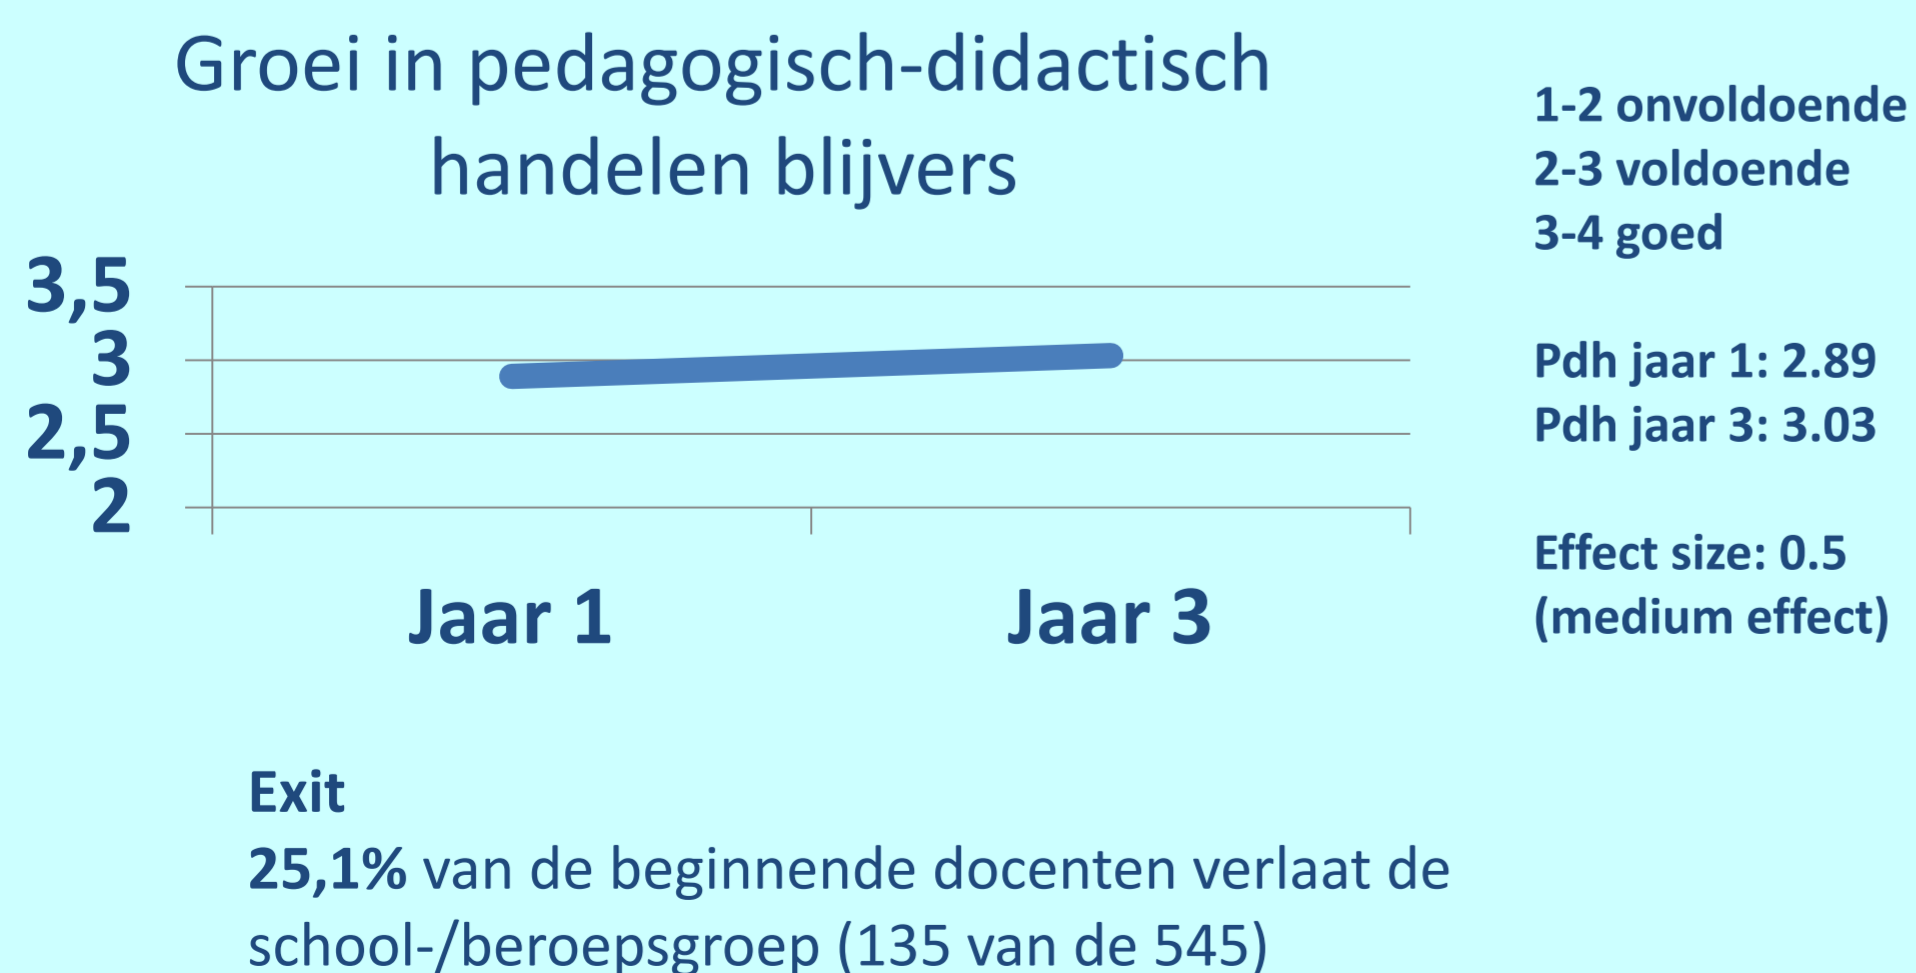 Groei in pedagogisch-didactisch
handelen blijvers
3,5
3
2,5
2
Jaar 1
Jaar 3
1-2 onvoldoende
2-3 voldoende
3-4 goed
Pdh jaar 1: 2.89
Pdh jaar 3: 3.03
Effect size: 0.5
(medium effect)
Exit
25,1% van de beginnende docenten verlaat de
school-/beroepsgroep (135 van de 545)